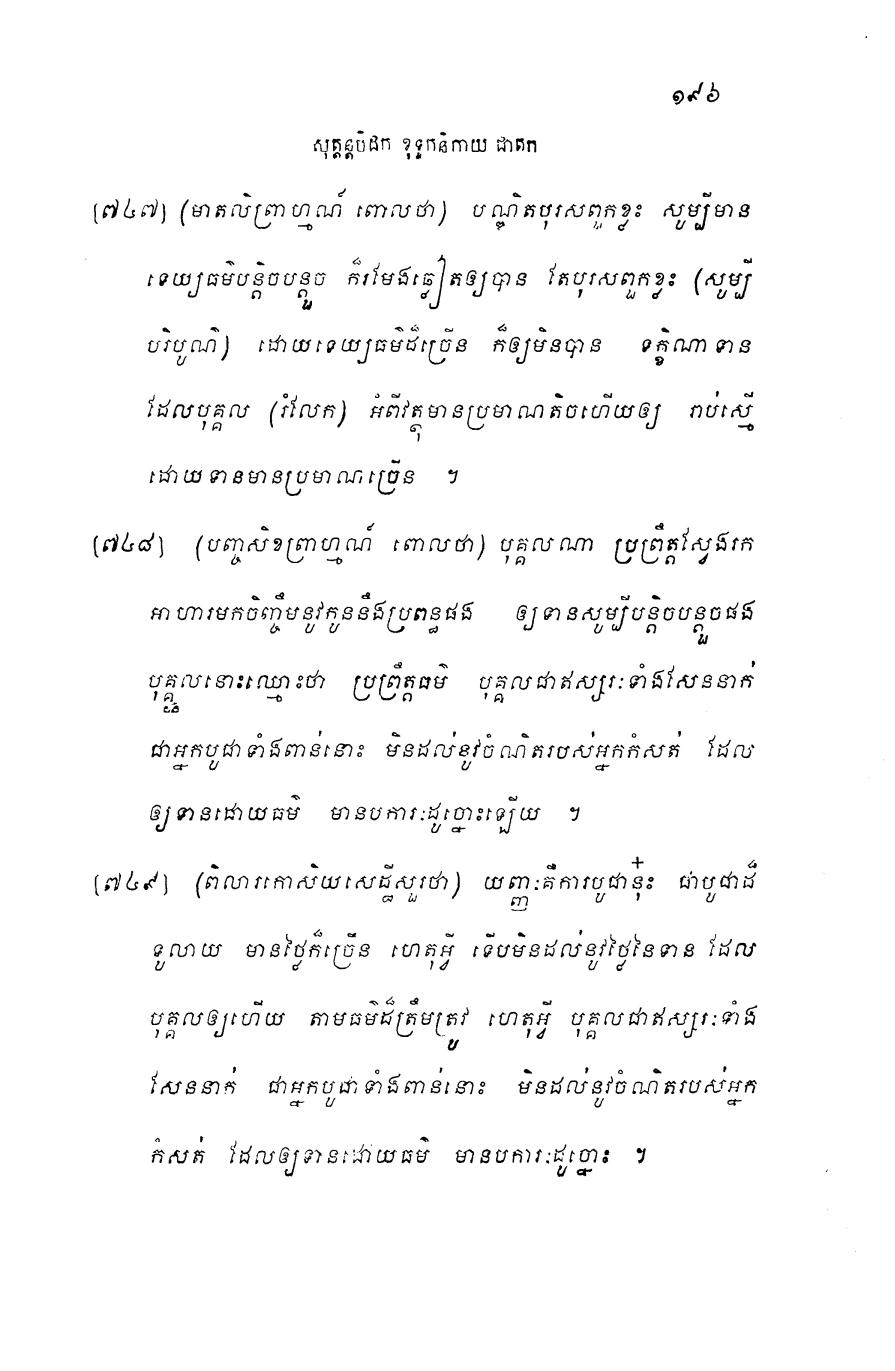 ១៩៦
សុត្តន្តបិដក ខុទ្ទកនិកាយ ជាតក
[៧៤៧] (មាតលិព្រាហ្មណ៍ ពោលថា) បណ្ឌិតបុរសពួកខ្លះ សូម្បីមាន
ទេយ្យធម៌បន្តិចបន្តួច ក៏រមែងធ្វៀតឲ្យបាន តែបុរសពួកខ្លះ (សូម្បី
បរិបូណ៌) ដោយទេយ្យធម៌ដ៏ច្រើន ក៏ឲ្យមិនបាន ទក្ខិណាទាន
ដែលបុគ្គល (រំលែក) អំពីវត្ថុមានប្រមាណតិចហើយឲ្យ រាប់ស្មើ
ដោយទានមានប្រមាណច្រើន ។
[៧៤៨] (បញ្ចសិខព្រាហ្មណ៍ ពោលថា) បុគ្គលណា ប្រព្រឹត្តស្វែងរក
អាហារមកចិញ្ចឹមនូវកូននឹងប្រពន្ធផង ឲ្យទានសូម្បីបន្តិចបន្តួចផង
បុគ្គលនោះឈ្មោះថា ប្រព្រឹត្តធម៌ បុគ្គលជាឥស្សរៈទាំងសែននាក់
ជាអ្នកបូជាទាំងពាន់នោះ មិនដល់នូវចំណិតរបស់អ្នកកំសត់ ដែល
ឲ្យទានដោយធម៌ មានបការៈដូច្នោះឡើយ ។
[៧៤៩] (ពិលារកោសិយសេដ្ឋីសួរថា) យញ្ញៈគឺការបូជានុ៎ះ ជាបូជាដ៏
ទូលាយ មានថ្លៃក៏ច្រើន ហេតុអ្វី ទើបមិនដល់នូវថ្លៃនៃទាន ដែល
បុគ្គលឲ្យហើយ តាមធម៌ដ៏ត្រឹមត្រូវ ហេតុអ្វី បុគ្គលជាឥស្សរៈទាំង
សែននាក់ ជាអ្នកបូជាទាំងពាន់នោះ មិនដល់នូវចំណិតរបស់អ្នក
កំសត់ ដែលឲ្យទានដោយធម៌ មានបការៈដូច្នោះ ។